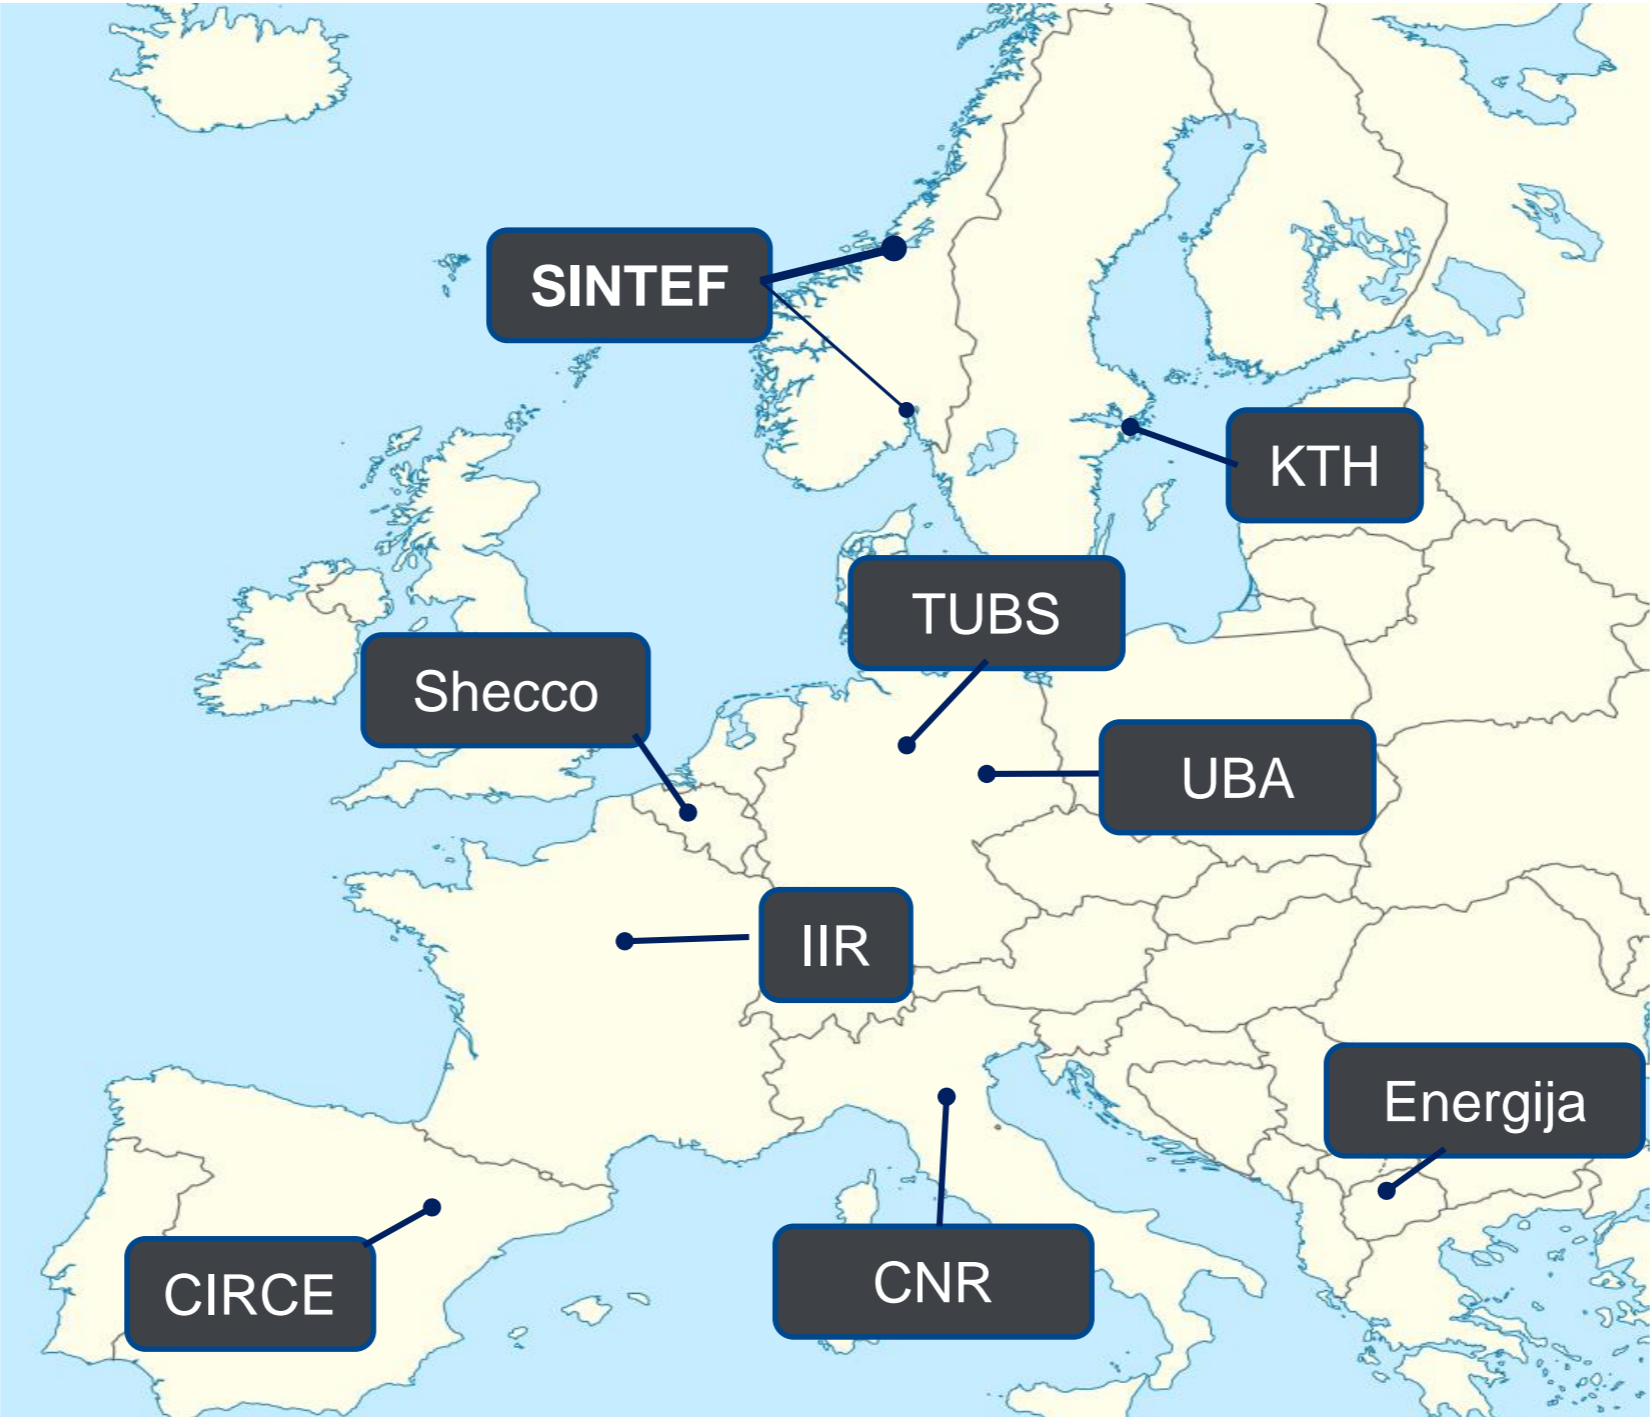 SINTEF
KTH
TUBS
Shecco
UBA
IIR
Energija
CNR
CIRCE